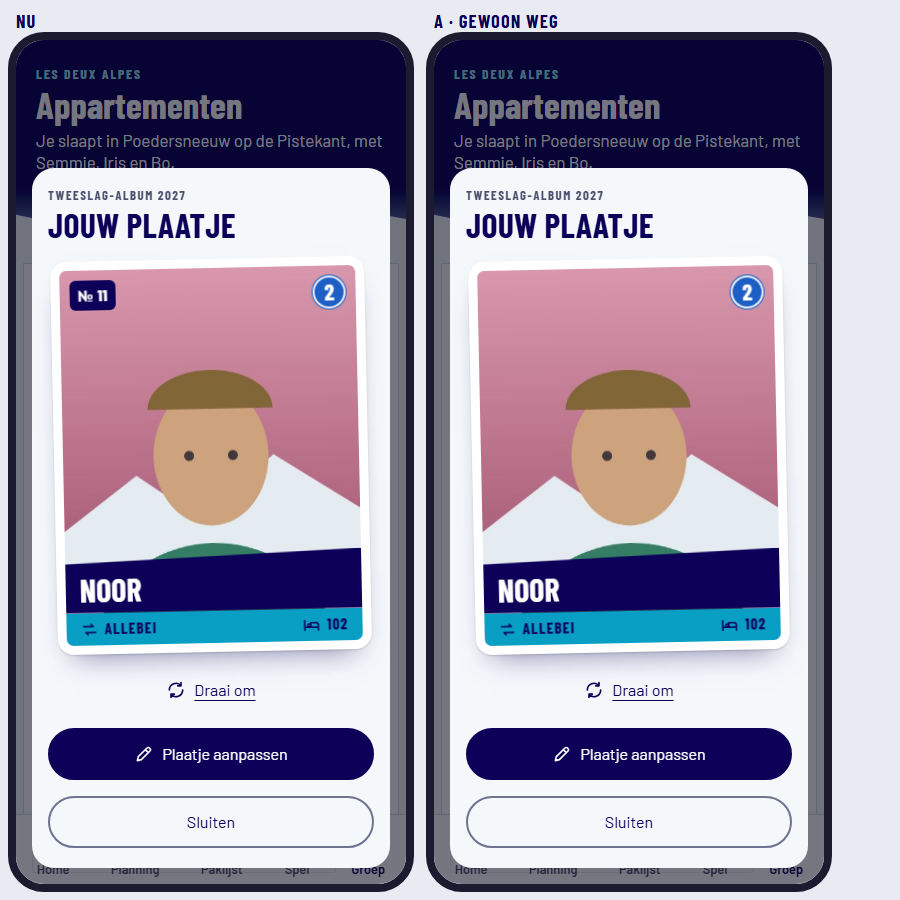 NU
LES DEUX ALPES
Appartementen
Je slaapt in Poedersneeuw op de Pistekant, met
Semmie, Iris en Bo.
TWEESLAG-ALBUM 2027
JOUW PLAATJE
№ 11
2
NOOR
ALLEBEI
102
Draai om
Plaatje aanpassen
Sluiten
Home Planning Paklijst Spel Groep
A · GEWOON WEG
LES DEUX ALPES
Appartementen
Je slaapt in Poedersneeuw op de Pistekant, met
Semmie, Iris en Bo.
TWEESLAG-ALBUM 2027
JOUW PLAATJE
2
NOOR
ALLEBEI
102
Draai om
Plaatje aanpassen
Sluiten
Home Planning Paklijst Spel Groep